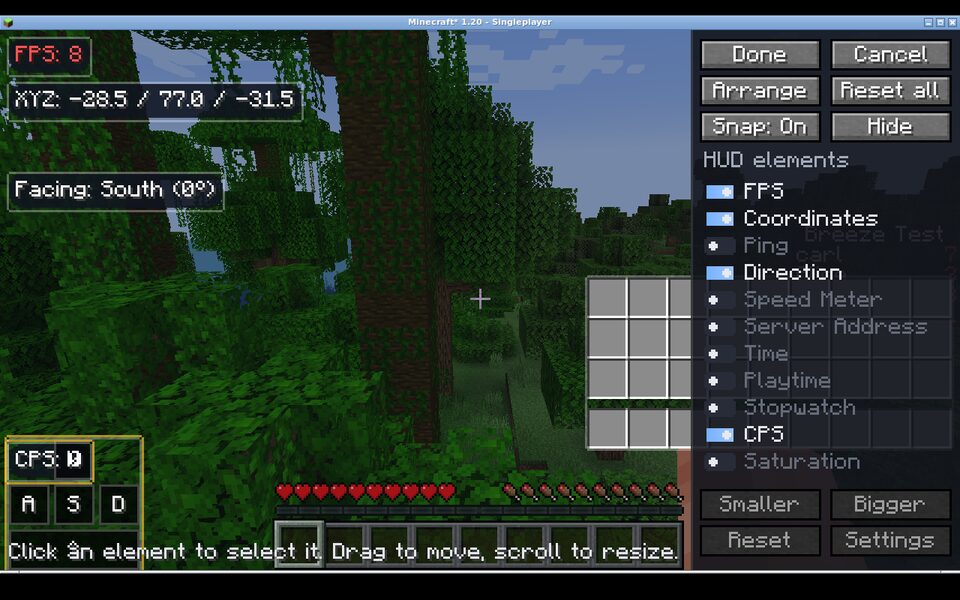 Minecraft* 1.20 - Singleplayer
FPS: 8
XYZ: -28.5 / 77.0 / -31.5
Facing: South (0°)
Done
Cancel
Arrange
Reset all
Snap: On
Hide
HUD elements
FPS
Coordinates
Ping
Breeze Test
Direction
Speed Meter
Server Address
Time
Playtime
Stopwatch
CPS
Saturation
CPS: 0
A
S
D
Click an element to select it. Drag to move, scroll to resize.
Smaller
Bigger
Reset
Settings